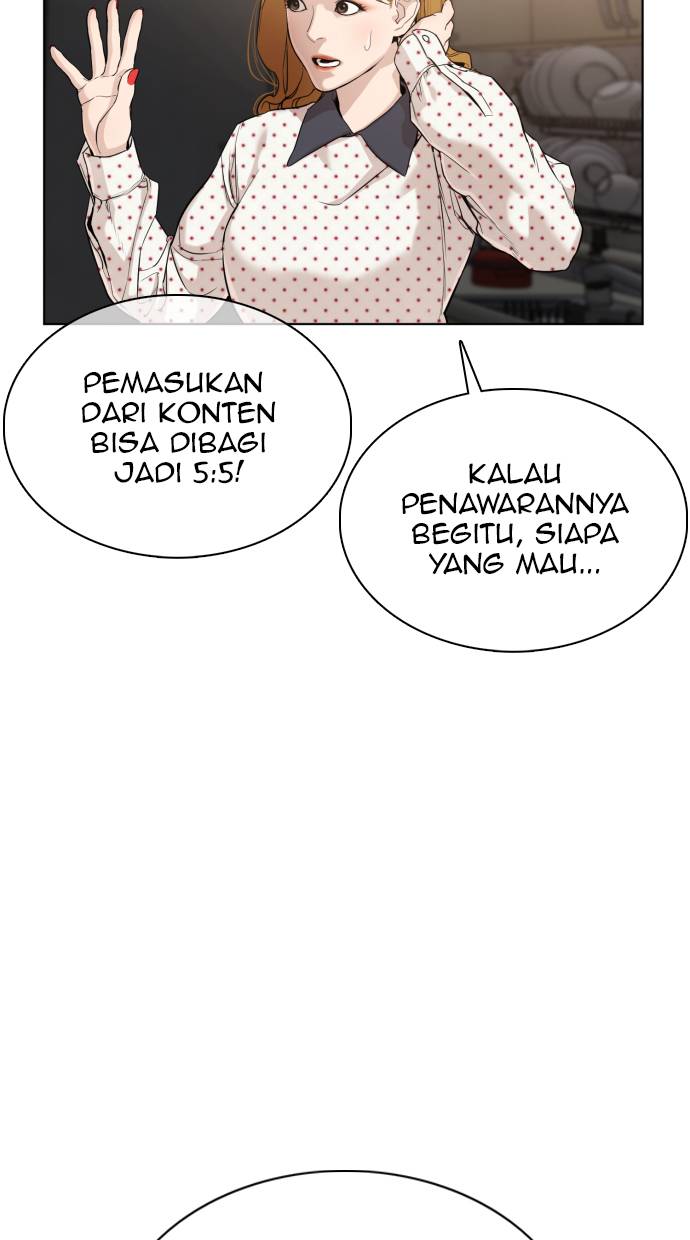 PEMASUKAN
DARI KONTEN
BISA DIBAGI
JADI 5:5!
KALAU
PENAWARANNYA
BEGITU, SIAPA
YANG MAU...